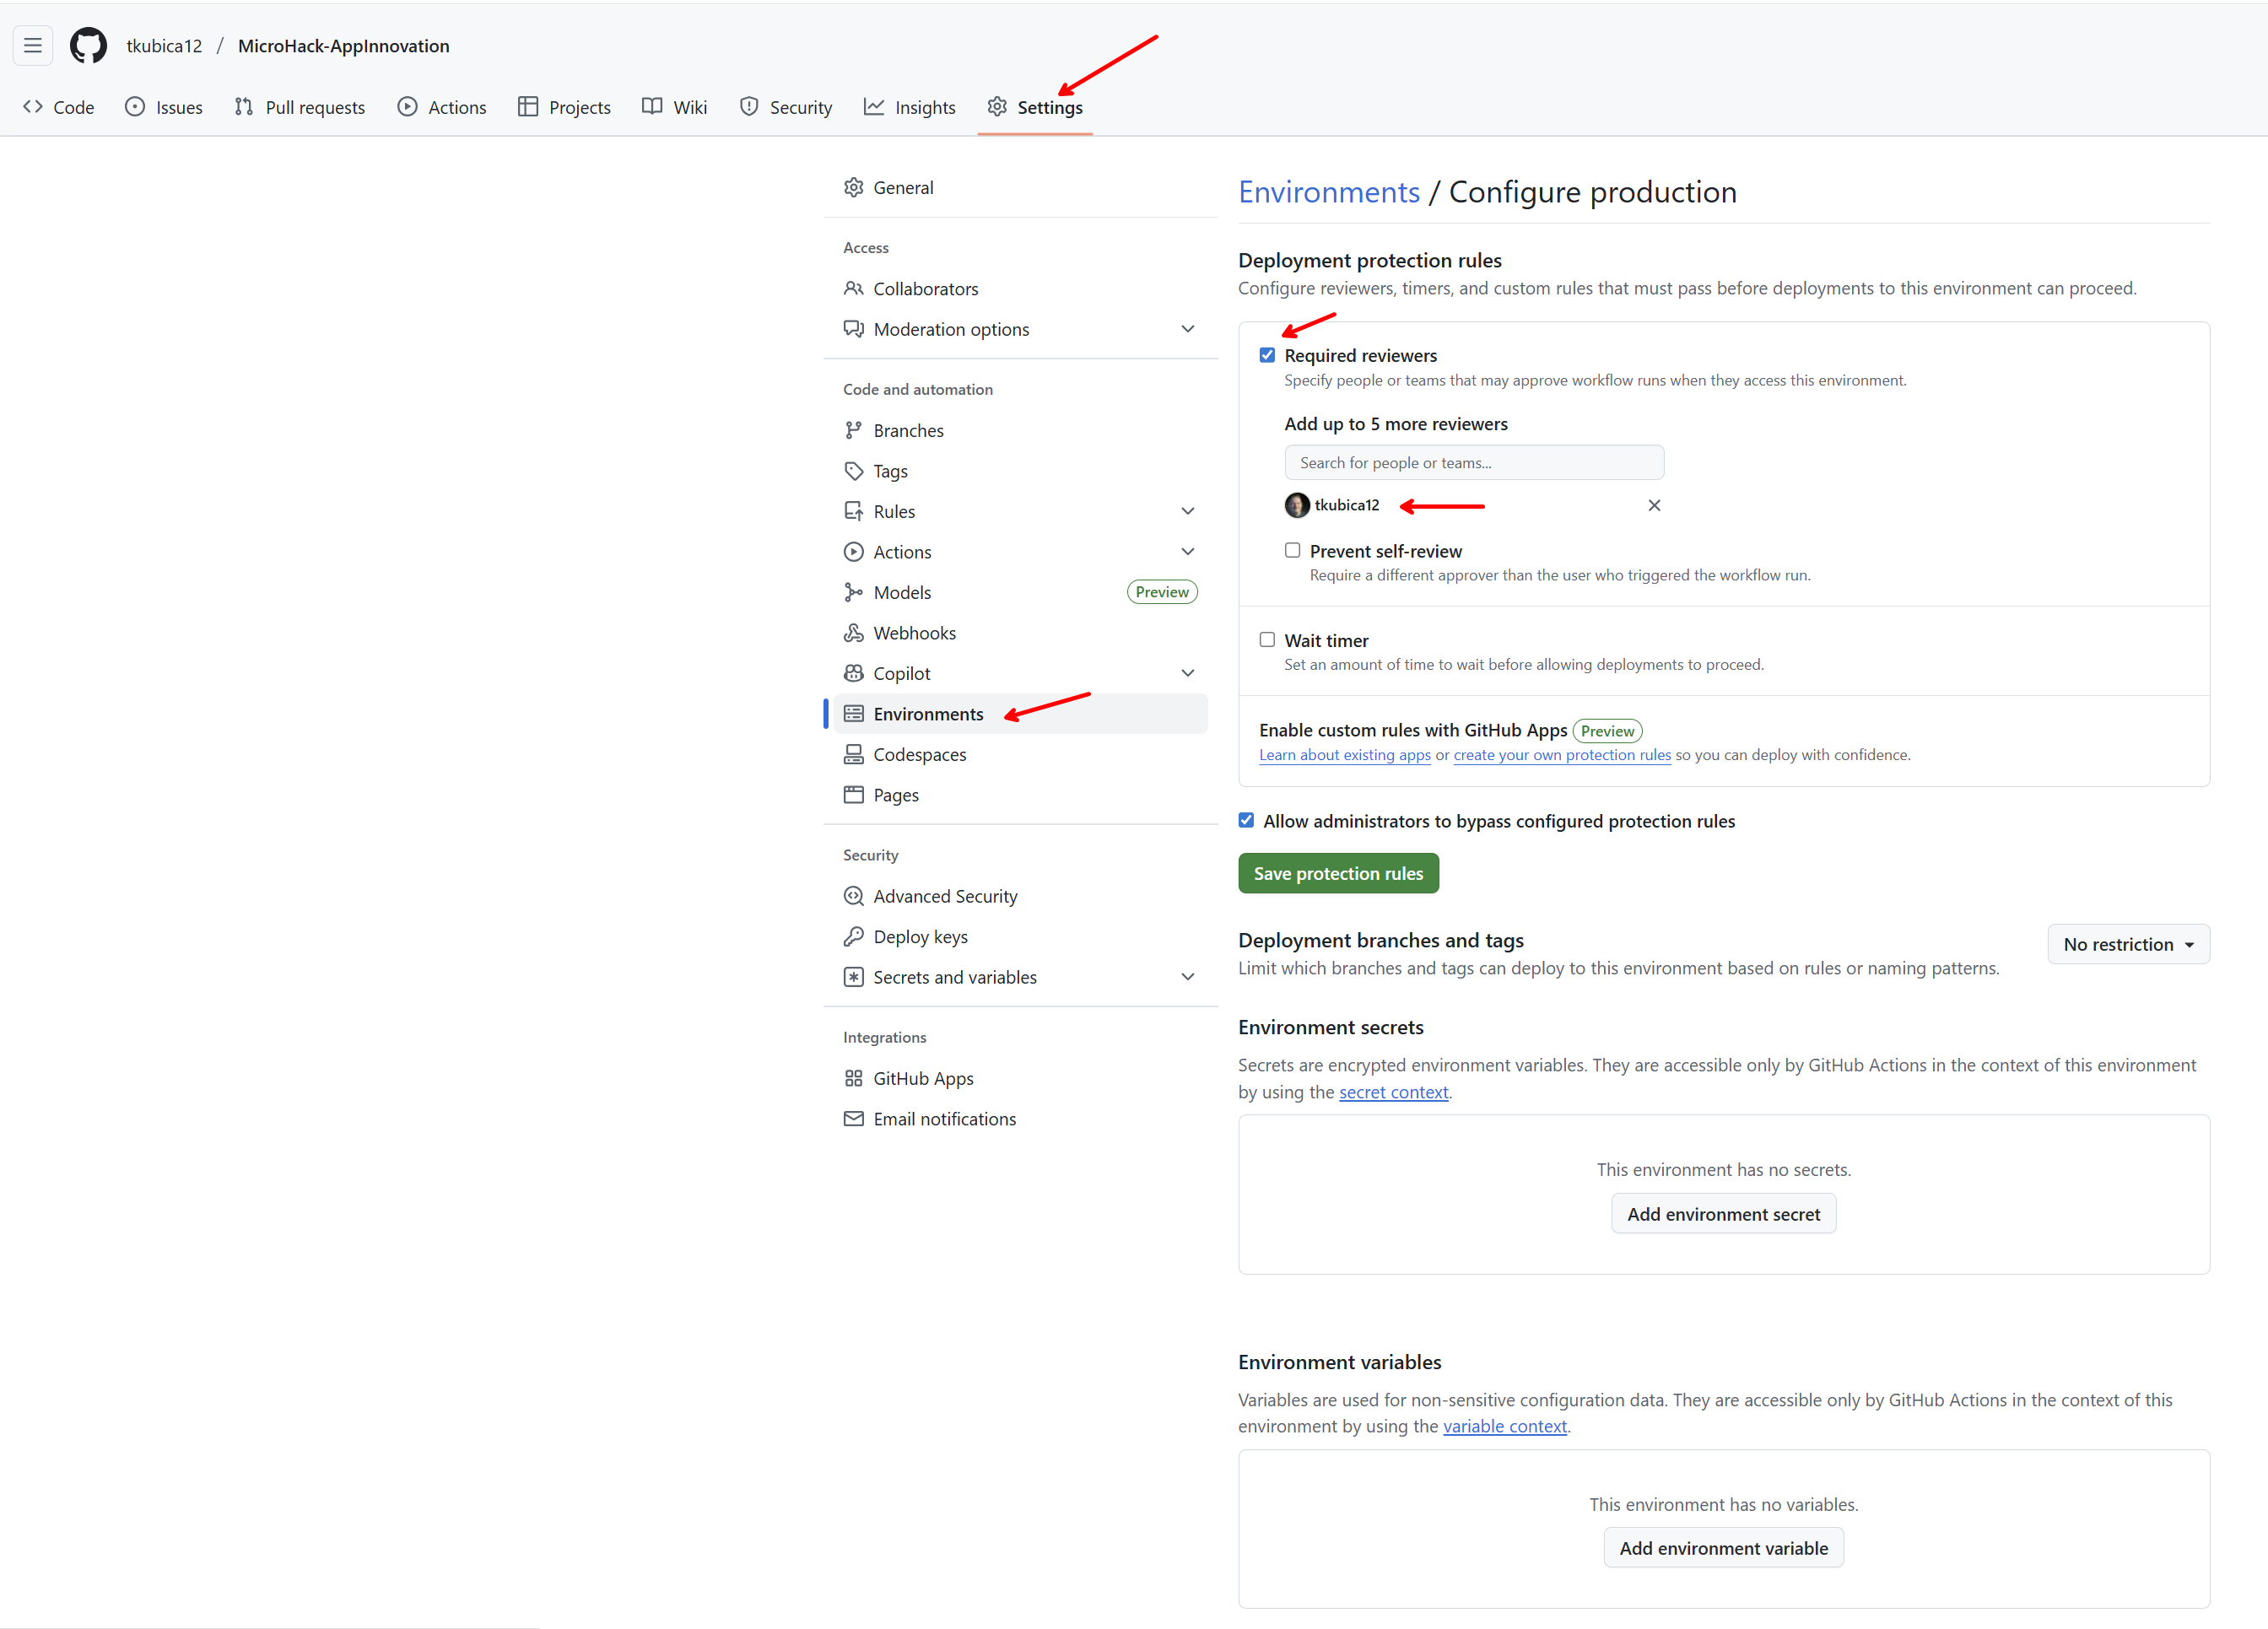 tkubica12 / MicroHack-AppInnovation
Code Issues Pull requests Actions Projects Wiki Security Insights Settings
General
Access
Collaborators
Moderation options
Code and automation
Branches
Tags
Rules
Actions
Models Preview
Webhooks
Copilot
Environments
Codespaces
Pages
Security
Advanced Security
Deploy keys
Secrets and variables
Integrations
GitHub Apps
Email notifications
Environments / Configure production
Deployment protection rules
Configure reviewers, timers, and custom rules that must pass before deployments to this environment can proceed.
Required reviewers
Specify people or teams that may approve workflow runs when they access this environment.
Add up to 5 more reviewers
Search for people or teams...
tkubica12
Prevent self-review
Require a different approver than the user who triggered the workflow run.
Wait timer
Set an amount of time to wait before allowing deployments to proceed.
Enable custom rules with GitHub Apps Preview
Learn about existing apps or create your own protection rules so you can deploy with confidence.
Allow administrators to bypass configured protection rules
Save protection rules
Deployment branches and tags
No restriction
Limit which branches and tags can deploy to this environment based on rules or naming patterns.
Environment secrets
Secrets are encrypted environment variables. They are accessible only by GitHub Actions in the context of this environment
by using the secret context.
This environment has no secrets.
Add environment secret
Environment variables
Variables are used for non-sensitive configuration data. They are accessible only by GitHub Actions in the context of this
environment by using the variable context.
This environment has no variables.
Add environment variable